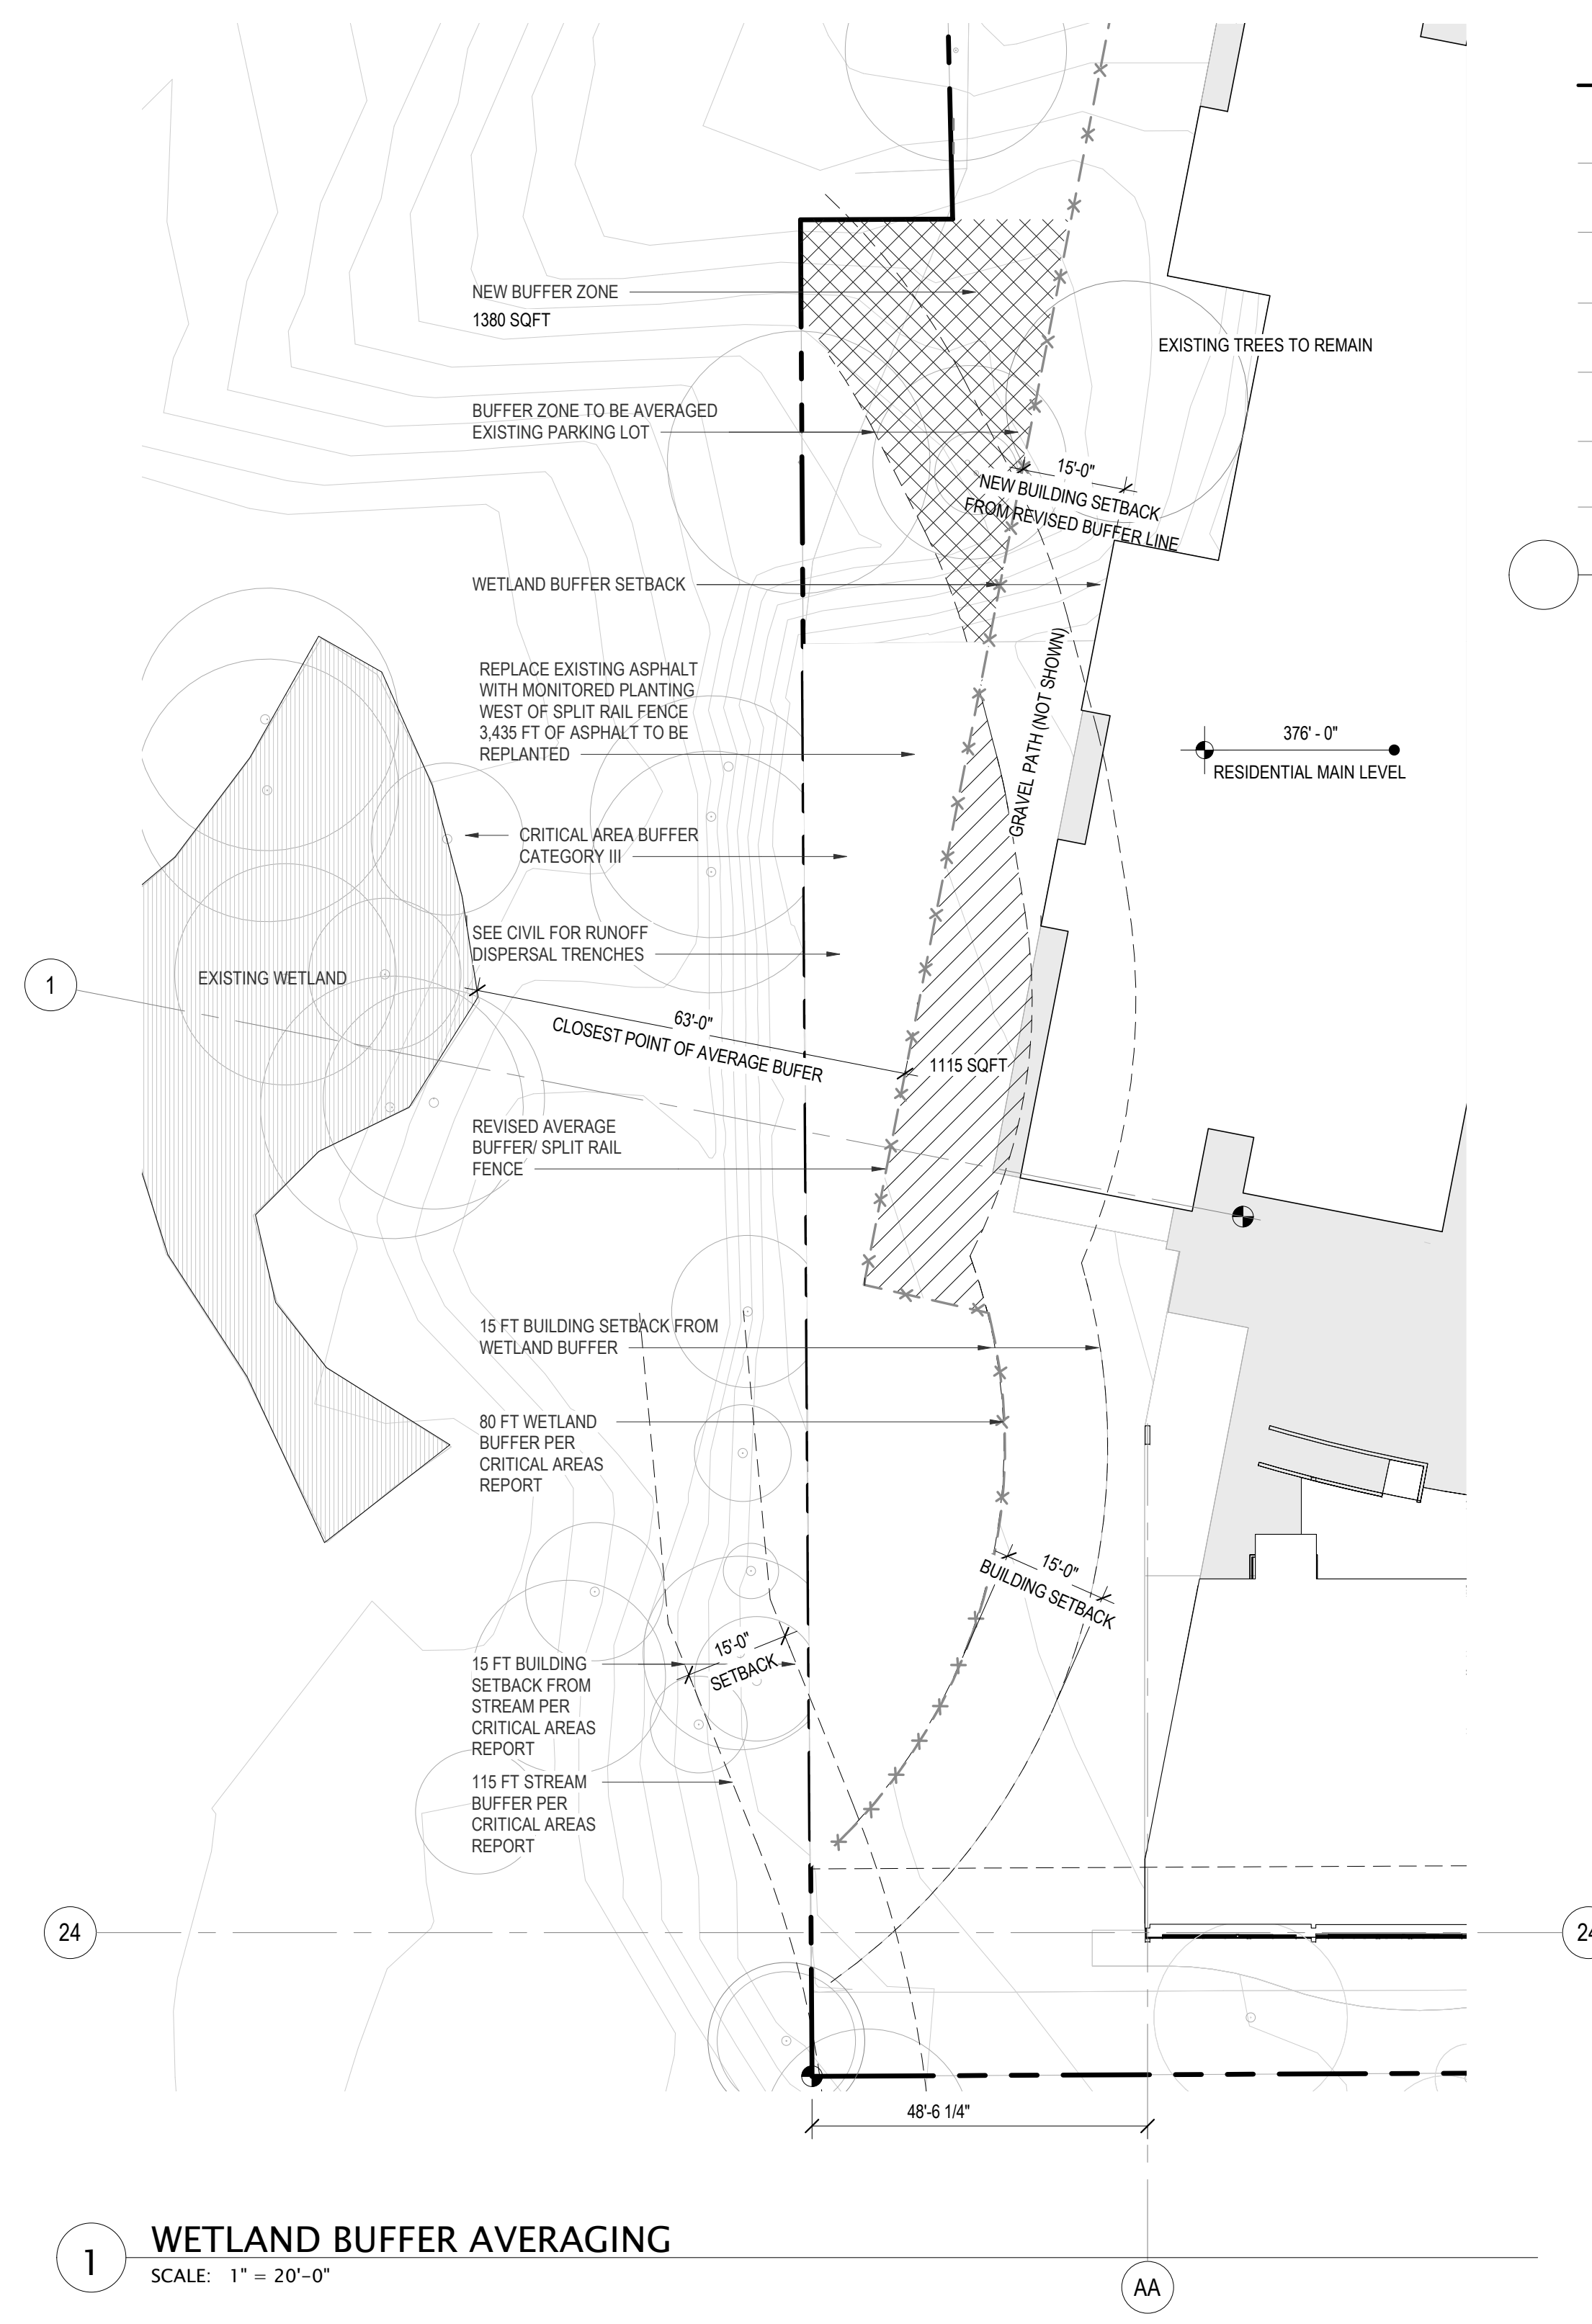 NEW BUFFER ZONE
1380 SQFT
EXISTING TREES TO REMAIN
BUFFER ZONE TO BE AVERAGED
EXISTING PARKING LOT
15'-0"
NEW BUILDING SETBACK
FROM REVISED BUFFER LINE
WETLAND BUFFER SETBACK
REPLACE EXISTING ASPHALT
WITH MONITORED PLANTING
WEST OF SPLIT RAIL FENCE
3,435 FT OF ASPHALT TO BE
REPLANTED
GRAVEL PATH (NOT SHOWN)
376' - 0"
RESIDENTIAL MAIN LEVEL
CRITICAL AREA BUFFER
CATEGORY III
SEE CIVIL FOR RUNOFF
DISPERSAL TRENCHES
1
EXISTING WETLAND
63'-0"
CLOSEST POINT OF AVERAGE BUFER
1115 SQFT
REVISED AVERAGE
BUFFER/ SPLIT RAIL
FENCE
15 FT BUILDING SETBACK FROM
WETLAND BUFFER
80 FT WETLAND
BUFFER PER
CRITICAL AREAS
REPORT
15'-0"
BUILDING SETBACK
15'-0"
SETBACK
15 FT BUILDING
SETBACK FROM
STREAM PER
CRITICAL AREAS
REPORT
115 FT STREAM
BUFFER PER
CRITICAL AREAS
REPORT
24
24
48'-6 1/4"
1
WETLAND BUFFER AVERAGING
SCALE: 1" = 20'-0"
AA